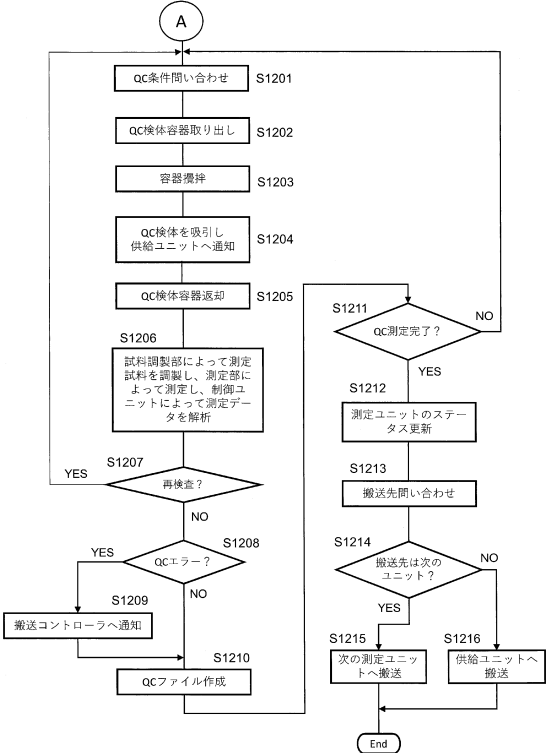 A
QC条件問い合わせ
S1201
QC検体容器取り出し
S1202
容器攪拌
S1203
QC検体を吸引し
供給ユニットへ通知
S1204
QC検体容器返却
S1205
S1206
試料調製部によって測定
試料を調製し、測定部に
よって測定し、制御ユ
ニットによって測定デー
タを解析
S1207
YES
再検査？
NO
S1208
YES
QCエラー？
NO
S1209
搬送コントローラへ通知
S1210
QCファイル作成
S1211
NO
QC測定完了？
YES
S1212
測定ユニットのステー
タス更新
S1213
搬送先問い合わせ
S1214
搬送先は次の
ユニット？
NO
YES
S1215
次の測定ユニッ
トへ搬送
S1216
供給ユニットへ
搬送
End